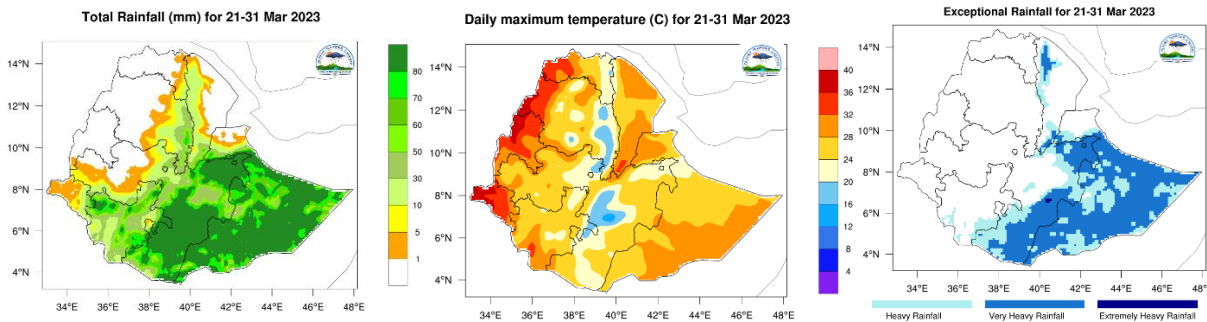 Total Rainfall (mm) for 21-31 Mar 2023
14°N
12°N
10°N
8°N
6°N
4°N
34°E 36°E 38°E 40°E 42°E 44°E 46°E 48°E
80
70
60
50
40
30
20
10
5
1
Daily maximum temperature (C) for 21-31 Mar 2023
14°N
12°N
10°N
8°N
6°N
4°N
34°E 36°E 38°E 40°E 42°E 44°E 46°E 48°E
40
36
32
28
24
20
16
12
8
4
Exceptional Rainfall for 21-31 Mar 2023
14°N
12°N
10°N
8°N
6°N
4°N
34°E 36°E 38°E 40°E 42°E 44°E 46°E 48°E
Heavy Rainfall Very Heavy Rainfall Extremely Heavy Rainfall